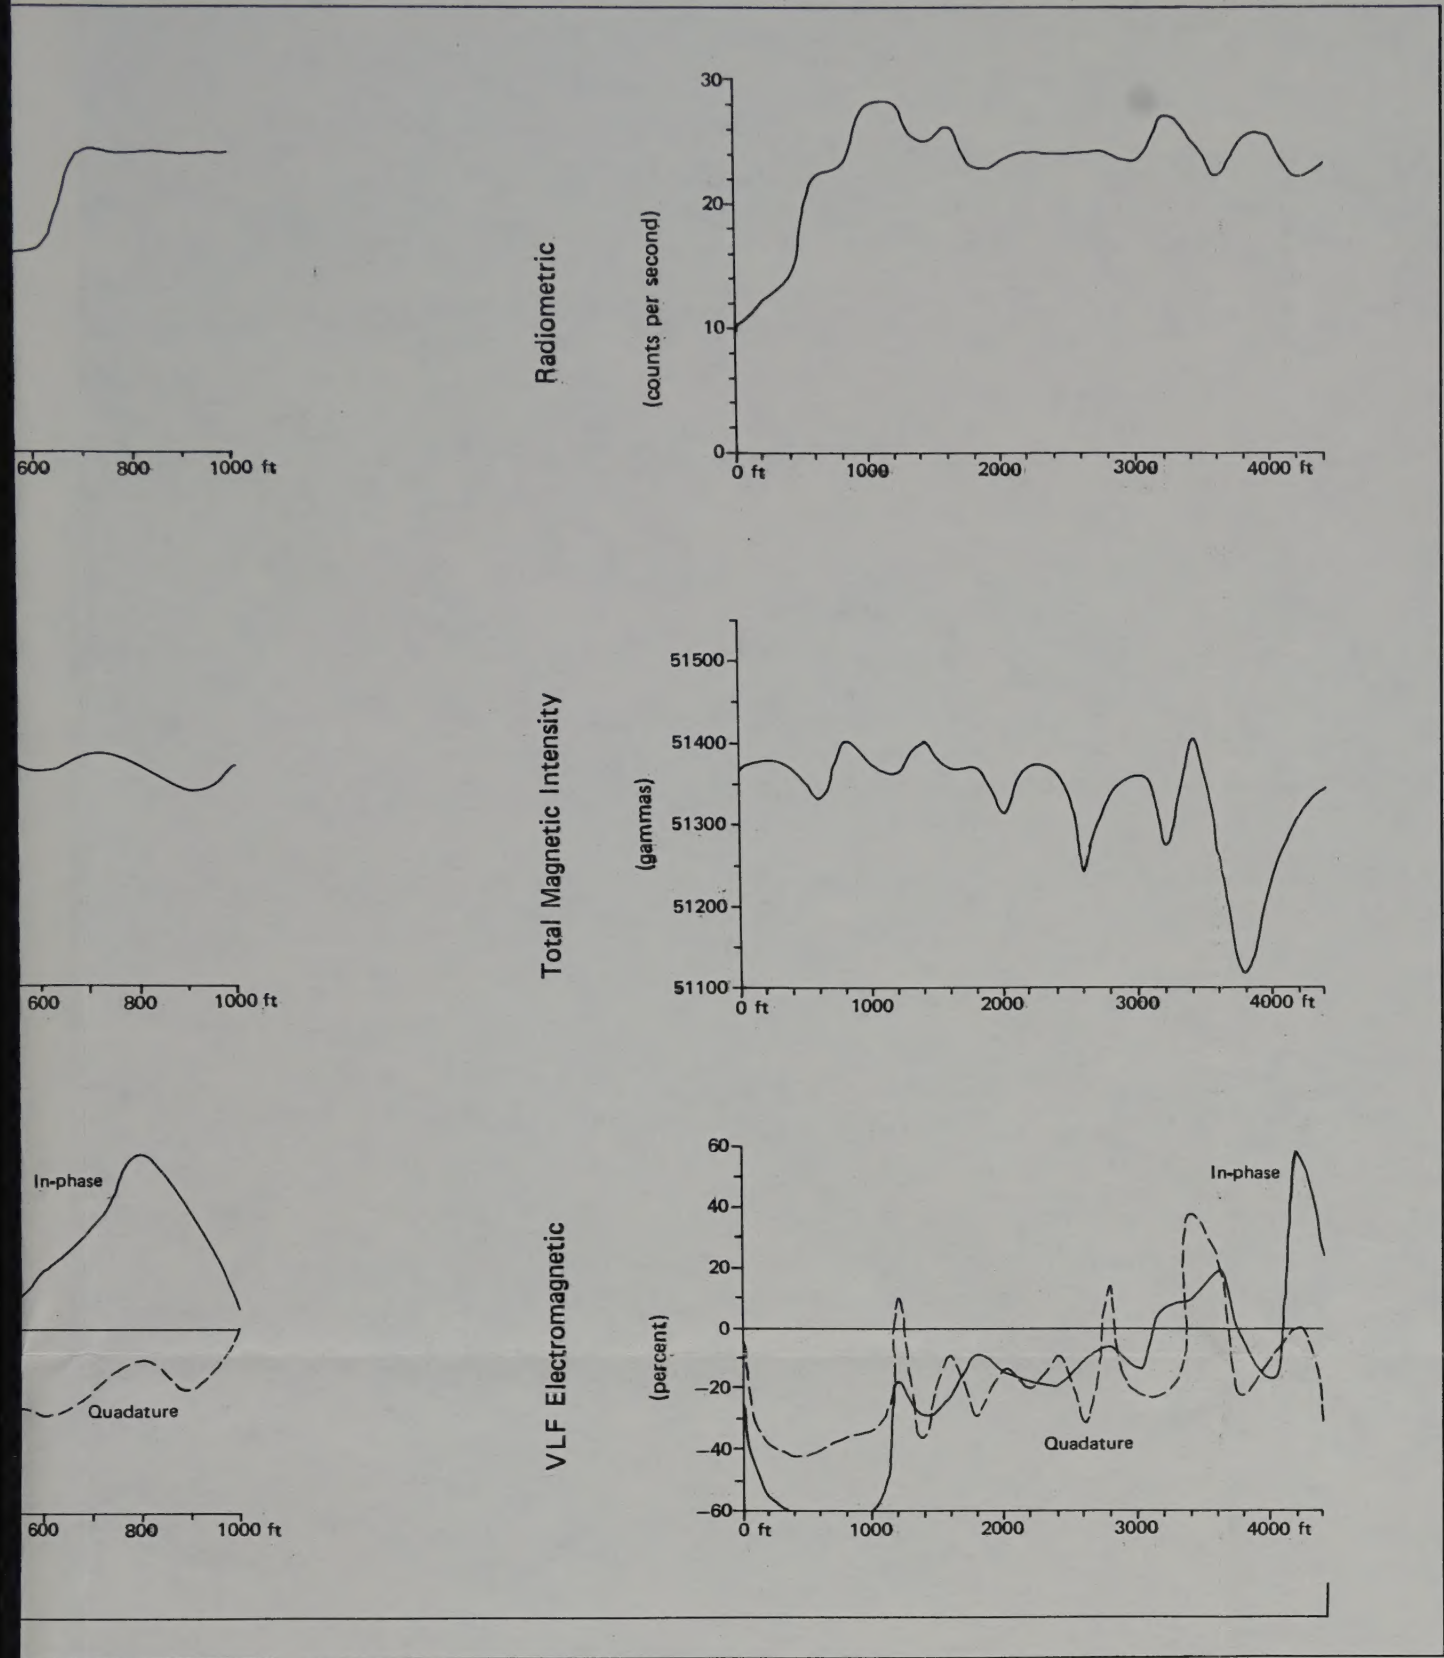 600 800 1000 ft
Radiometric
(counts per second)
30
20
10
0
0 ft 1000 2000 3000 4000 ft
600 800 1000 ft
Total Magnetic Intensity
(gammas)
51500
51400
51300
51200
51100
0 ft 1000 2000 3000 4000 ft
In-phase
Quadature
600 800 1000 ft
VLF Electromagnetic
(percent)
60
40
20
0
−20
−40
−60
In-phase
Quadature
0 ft 1000 2000 3000 4000 ft